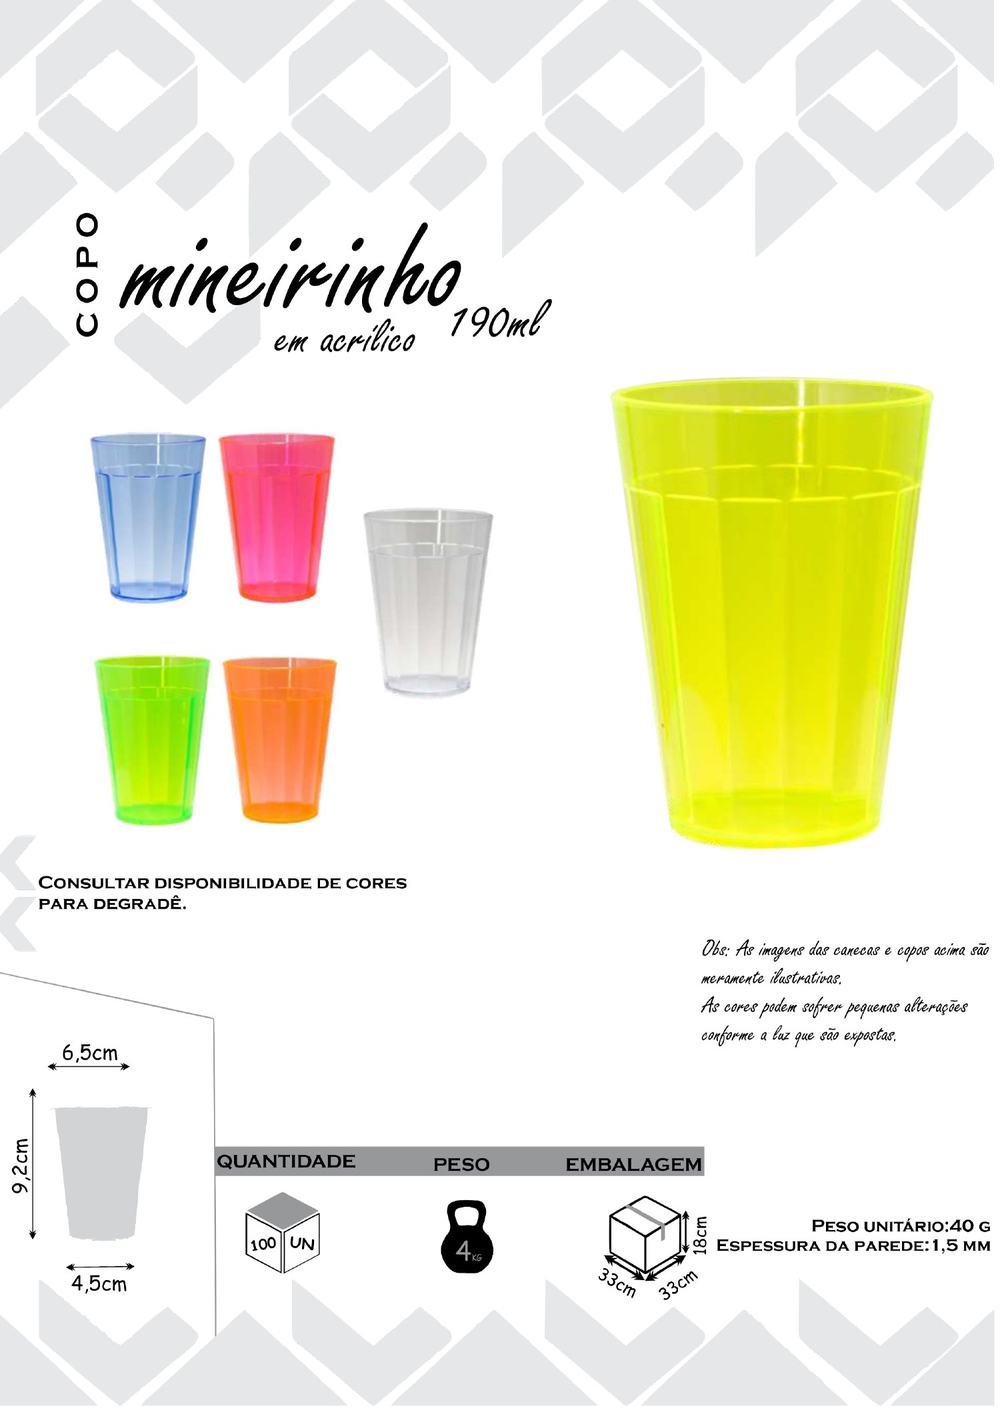 COPO
mineirinho
190ml
em acrílico
CONSULTAR DISPONIBILIDADE DE CORES
PARA DEGRADÊ.
Obs: As imagens das canecas e copos acima são
meramente ilustrativas.
As cores podem sofrer pequenas alterações
conforme a luz que são expostas.
6,5cm
9,2cm
4,5cm
QUANTIDADE
PESO
EMBALAGEM
100 UN
4KG
18cm
33cm
33cm
PESO UNITÁRIO:40 G
ESPESSURA DA PAREDE:1,5 MM